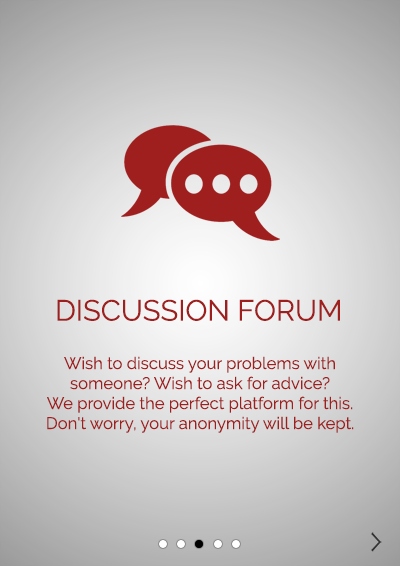 DISCUSSION FORUM
Wish to discuss your problems with
someone? Wish to ask for advice?
We provide the perfect platform for this.
Don't worry, your anonymity will be kept.